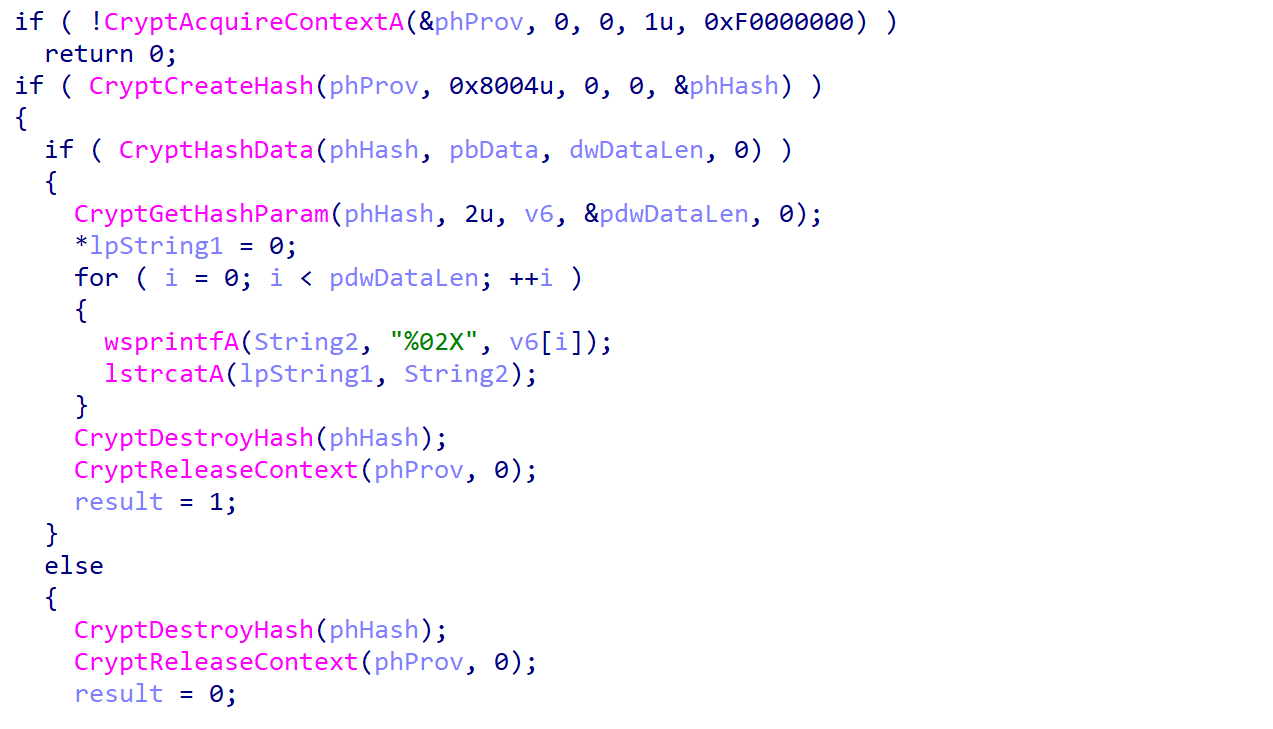 if ( !CryptAcquireContextA(&phProv, 0, 0, 1u, 0xF0000000) )
  return 0;
if ( CryptCreateHash(phProv, 0x8004u, 0, 0, &phHash) )
{
  if ( CryptHashData(phHash, pbData, dwDataLen, 0) )
  {
    CryptGetHashParam(phHash, 2u, v6, &pdwDataLen, 0);
    *lpString1 = 0;
    for ( i = 0; i < pdwDataLen; ++i )
    {
      wsprintfA(String2, "%02X", v6[i]);
      lstrcatA(lpString1, String2);
    }
    CryptDestroyHash(phHash);
    CryptReleaseContext(phProv, 0);
    result = 1;
  }
  else
  {
    CryptDestroyHash(phHash);
    CryptReleaseContext(phProv, 0);
    result = 0;